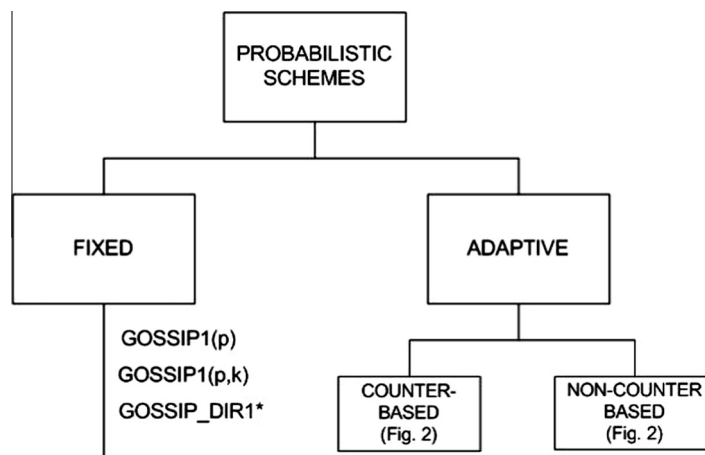 PROBABILISTIC
SCHEMES
FIXED
ADAPTIVE
GOSSIP1(p)
GOSSIP1(p,k)
GOSSIP_DIR1*
COUNTER-
BASED
(Fig. 2)
NON-COUNTER
BASED
(Fig. 2)